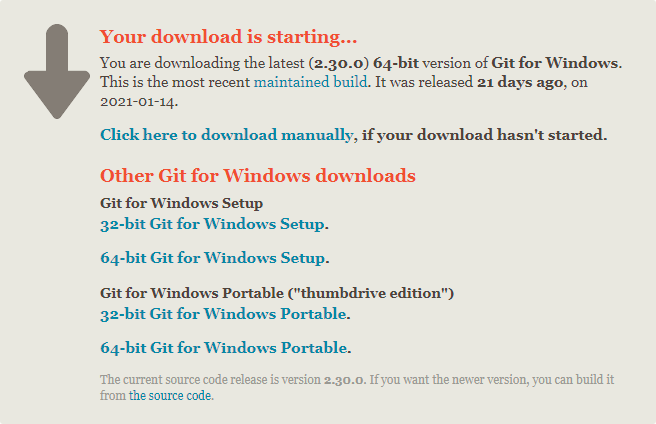 Your download is starting...
You are downloading the latest (2.30.0) 64-bit version of Git for Windows.
This is the most recent maintained build. It was released 21 days ago, on
2021-01-14.
Click here to download manually, if your download hasn't started.
Other Git for Windows downloads
Git for Windows Setup
32-bit Git for Windows Setup.
64-bit Git for Windows Setup.
Git for Windows Portable ("thumbdrive edition")
32-bit Git for Windows Portable.
64-bit Git for Windows Portable.
The current source code release is version 2.30.0. If you want the newer version, you can build it
from the source code.